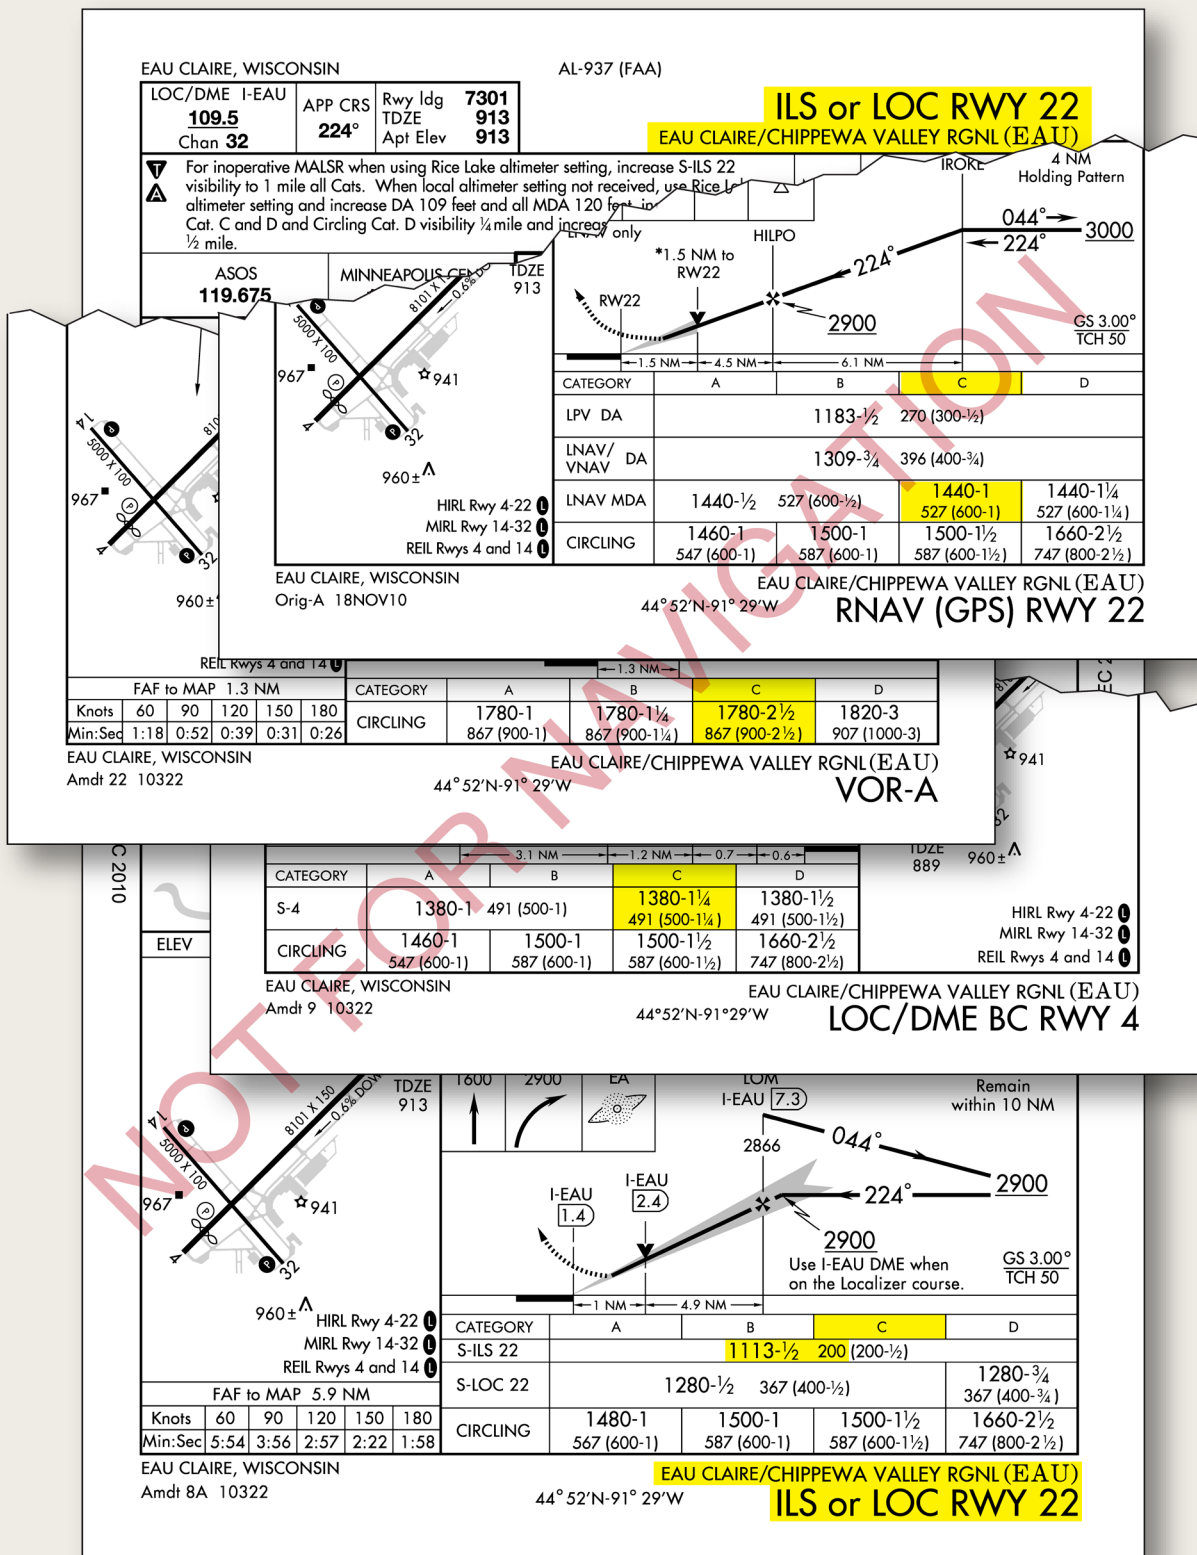 EAU CLAIRE, WISCONSIN
AL-937 (FAA)
LOC/DME I-EAU
109.5
Chan 32
APP CRS
224°
Rwy ldg 7301
TDZE 913
Apt Elev 913
ILS or LOC RWY 22
EAU CLAIRE/CHIPPEWA VALLEY RGNL (EAU)
T
A
For inoperative MALSR when using Rice Lake altimeter setting, increase S-ILS 22
visibility to 1 mile all Cats. When local altimeter setting not received, use Rice
altimeter setting and increase DA 109 feet and all MDA 120 feet,
Cat. C and D and Circling Cat. D visibility ¼ mile and
½ mile.
ASOS
119.675
MINNEAPOLIS
IROKE
4 NM
Holding Pattern
044°
224°
3000
only
HILPO
*1.5 NM to
RW22
224°
RW22
2900
GS 3.00°
TCH 50
1.5 NM
4.5 NM
6.1 NM
TDZE
913
8101 X
0.6%
P
5000 X 100
967
P
941
4
P
32
960±
HIRL Rwy 4-22 L
MIRL Rwy 14-32 L
REIL Rwys 4 and 14 L
CATEGORY A B C D
LPV DA 1183-½ 270 (300-½)
LNAV/
VNAV DA 1309-¾ 396 (400-¾)
LNAV MDA 1440-½ 527 (600-½) 1440-1 1440-1¼
527 (600-1) 527 (600-1¼)
CIRCLING 1460-1 1500-1 1500-1½ 1660-2½
547 (600-1) 587 (600-1) 587 (600-1½) 747 (800-2½)
EAU CLAIRE, WISCONSIN
Orig-A 18NOV10
44°52'N-91°29'W
EAU CLAIRE/CHIPPEWA VALLEY RGNL (EAU)
RNAV (GPS) RWY 22
14
P
5000 X 100
967
P
4
P
32
960±
REIL Rwys 4 and 14 L
FAF to MAP 1.3 NM
Knots 60 90 120 150 180
Min:Sec 1:18 0:52 0:39 0:31 0:26
1.3 NM
CATEGORY A B C D
CIRCLING 1780-1 1780-1¼ 1780-2½ 1820-3
867 (900-1) 867 (900-1¼) 867 (900-2½) 907 (1000-3)
EAU CLAIRE, WISCONSIN
Amdt 22 10322
44°52'N-91°29'W
EAU CLAIRE/CHIPPEWA VALLEY RGNL (EAU)
VOR-A
941
TDZE
889
960±
HIRL Rwy 4-22 L
MIRL Rwy 14-32 L
REIL Rwys 4 and 14 L
3.1 NM
1.2 NM
0.7
0.6
CATEGORY A B C D
S-4 1380-1 491 (500-1) 1380-1¼ 1380-1½
491 (500-1¼) 491 (500-1½)
CIRCLING 1460-1 1500-1 1500-1½ 1660-2½
547 (600-1) 587 (600-1) 587 (600-1½) 747 (800-2½)
EAU CLAIRE, WISCONSIN
Amdt 9 10322
44°52'N-91°29'W
EAU CLAIRE/CHIPPEWA VALLEY RGNL (EAU)
LOC/DME BC RWY 4
2010
ELEV
TDZE
913
8101 X 150
0.6%
14
P
5000 X 100
967
P
941
4
P
32
960±
HIRL Rwy 4-22 L
MIRL Rwy 14-32 L
REIL Rwys 4 and 14 L
FAF to MAP 5.9 NM
Knots 60 90 120 150 180
Min:Sec 5:54 3:56 2:57 2:22 1:58
1600
2900
EA
LOM
I-EAU 7.3
2866
Remain
within 10 NM
044°
2900
224°
I-EAU
2.4
I-EAU
1.4
2900
Use I-EAU DME when
on the Localizer course.
GS 3.00°
TCH 50
1 NM
4.9 NM
CATEGORY A B C D
S-ILS 22 1113-½ 200 (200-½)
S-LOC 22 1280-½ 367 (400-½) 1280-¾
367 (400-¾)
CIRCLING 1480-1 1500-1 1500-1½ 1660-2½
567 (600-1) 587 (600-1) 587 (600-1½) 747 (800-2½)
EAU CLAIRE, WISCONSIN
Amdt 8A 10322
44°52'N-91°29'W
EAU CLAIRE/CHIPPEWA VALLEY RGNL (EAU)
ILS or LOC RWY 22
NOT FOR NAVIGATION